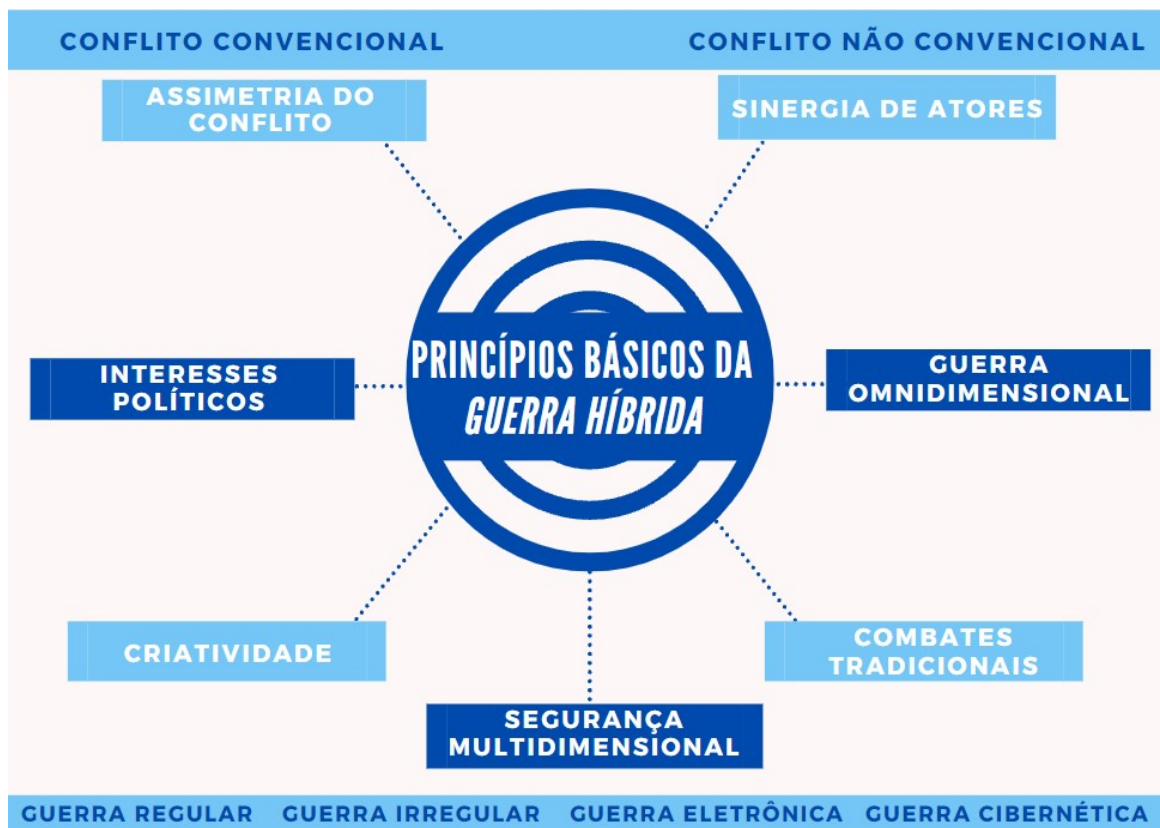 CONFLITO CONVENCIONAL
CONFLITO NÃO CONVENCIONAL
ASSIMETRIA DO
CONFLITO
SINERGIA DE ATORES
PRINCÍPIOS BÁSICOS DA
GUERRA HÍBRIDA
INTERESSES
POLÍTICOS
GUERRA
OMNIDIMENSIONAL
CRIATIVIDADE
COMBATES
TRADICIONAIS
SEGURANÇA
MULTIDIMENSIONAL
GUERRA REGULAR
GUERRA IRREGULAR
GUERRA ELETRÔNICA
GUERRA CIBERNÉTICA